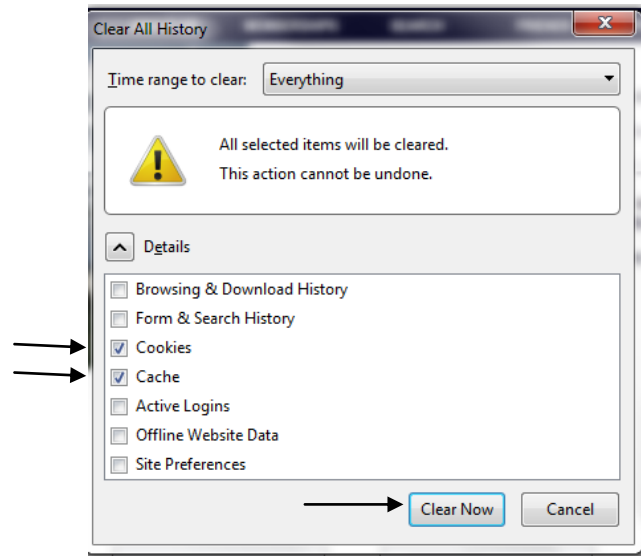 Clear All History
Time range to clear: Everything
All selected items will be cleared.
This action cannot be undone.
Details
Browsing & Download History
Form & Search History
Cookies
Cache
Active Logins
Offline Website Data
Site Preferences
Clear Now Cancel